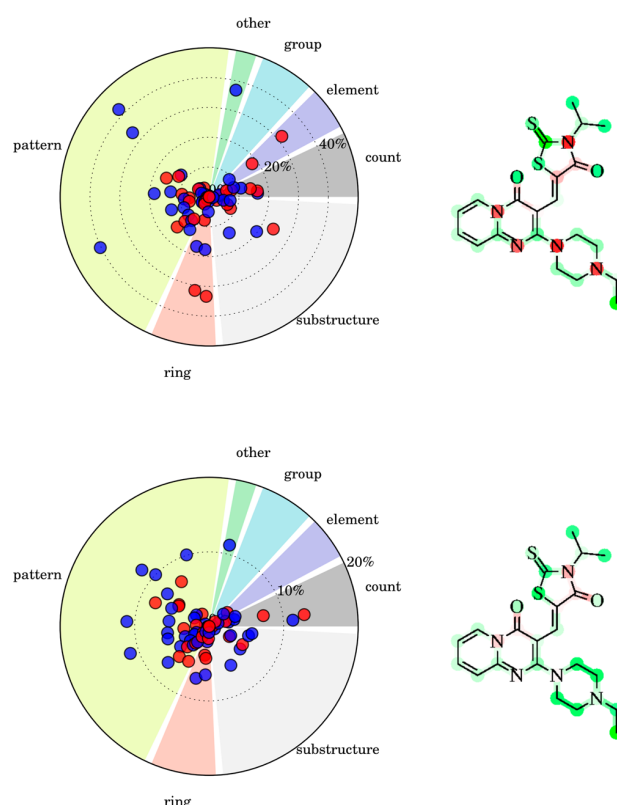 other
group
element
40%
count
20%
pattern
substructure
ring
S
N
S
O
O
N
N
N
N
other
group
element
20%
count
10%
pattern
substructure
ring
S
N
S
O
O
N
N
N
N